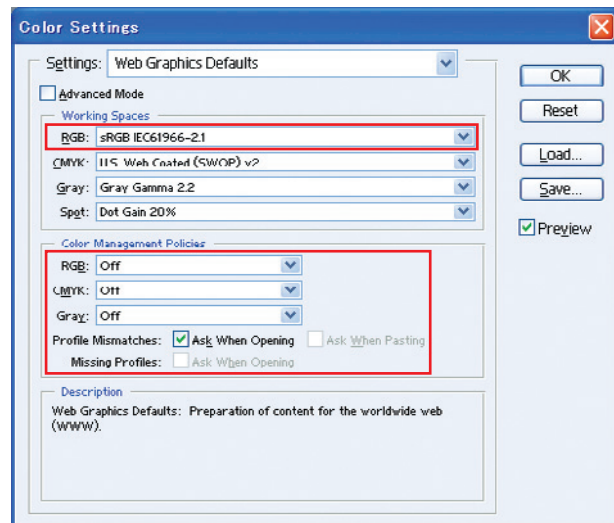 Color Settings
Settings: Web Graphics Defaults
OK
Advanced Mode
Reset
Working Spaces
RGB: sRGB IEC61966-2.1
CMYK: U.S. Web Coated (SWOP) v2
Load...
Gray: Gray Gamma 2.2
Save...
Spot: Dot Gain 20%
Preview
Color Management Policies
RGB: Off
CMYK: Off
Gray: Off
Profile Mismatches: Ask When Opening Ask When Pasting
Missing Profiles: Ask When Opening
Description
Web Graphics Defaults: Preparation of content for the worldwide web
(WWW).